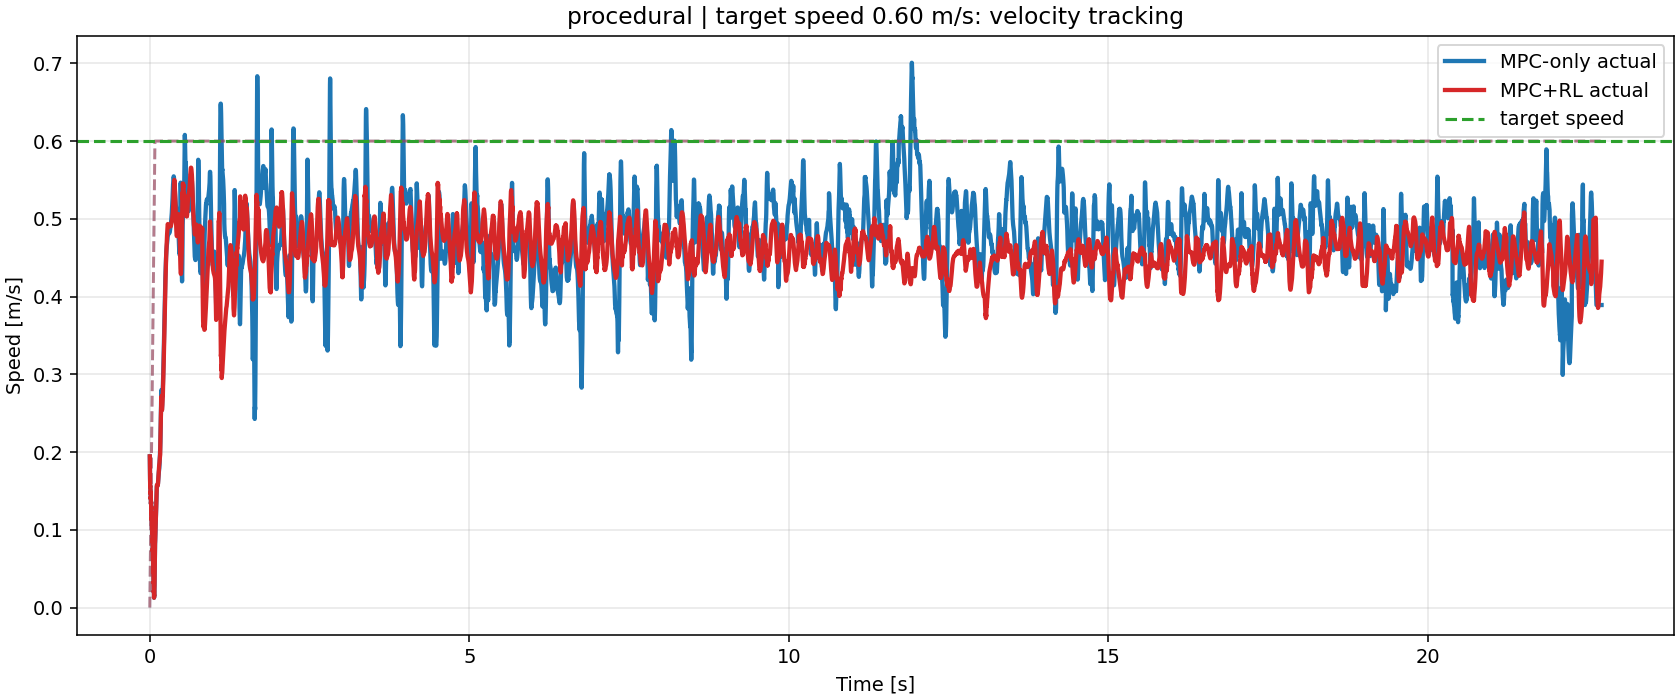 procedural | target speed 0.60 m/s: velocity tracking
MPC-only actual
MPC+RL actual
target speed
Speed [m/s]
0.7
0.6
0.5
0.4
0.3
0.2
0.1
0.0
0
5
10
15
20
Time [s]